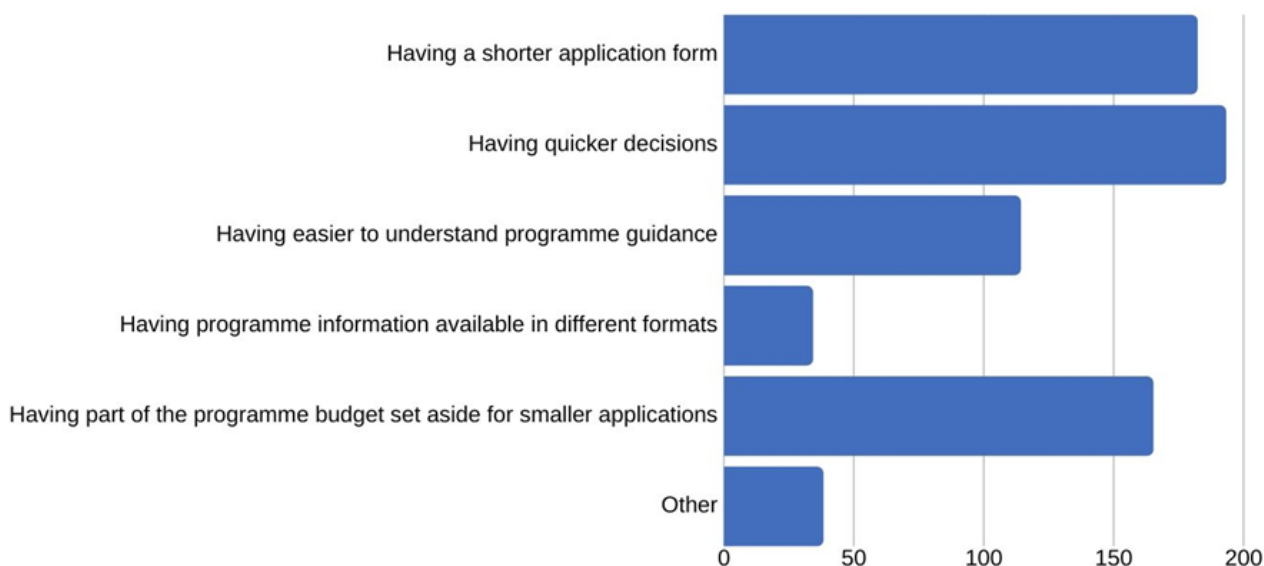 Having a shorter application form
Having quicker decisions
Having easier to understand programme guidance
Having programme information available in different formats
Having part of the programme budget set aside for smaller applications
Other
0 50 100 150 200